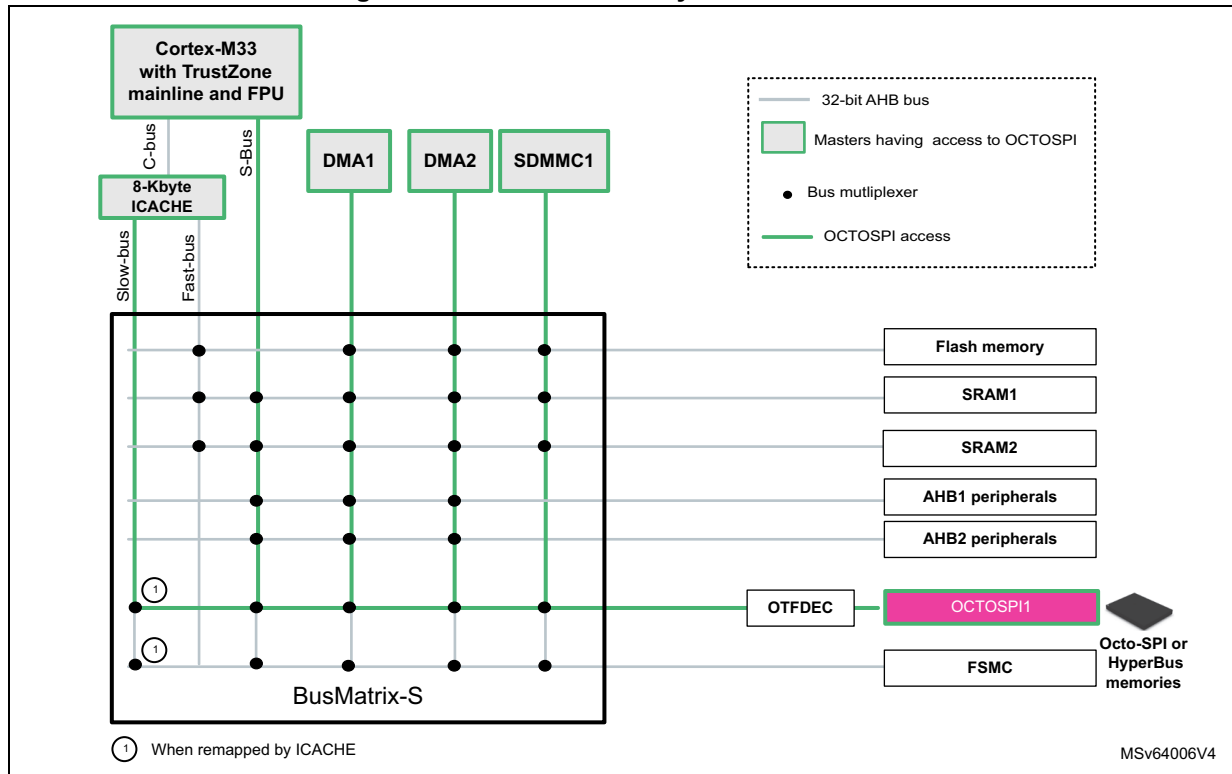 Cortex-M33
with TrustZone
mainline and FPU
C-bus
S-Bus
8-Kbyte
ICACHE
DMA1
DMA2
SDMMC1
Slow-bus
Fast-bus
32-bit AHB bus
Masters having access to OCTOSPI
Bus mutliplexer
OCTOSPI access
Flash memory
SRAM1
SRAM2
AHB1 peripherals
AHB2 peripherals
1
OTFDEC
OCTOSPI1
1
FSMC
Octo-SPI or
HyperBus
memories
BusMatrix-S
1 When remapped by ICACHE
MSv64006V4